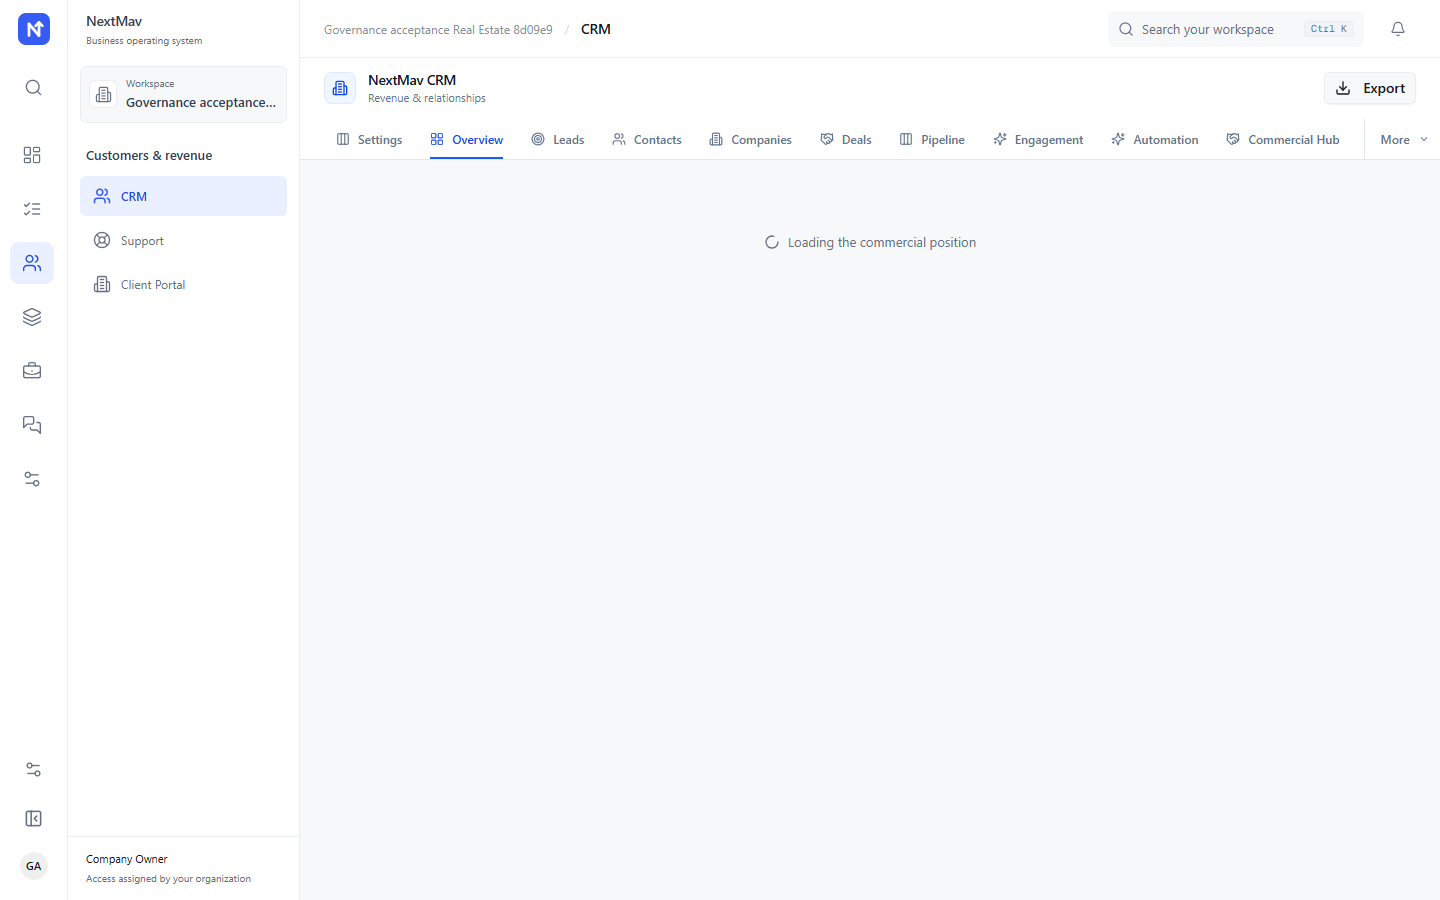 NextMav
Business operating system
Workspace
Governance acceptance...
Customers & revenue
CRM
Support
Client Portal
Company Owner
Access assigned by your organization
GA
Governance acceptance Real Estate 8d09e9 / CRM
Search your workspace Ctrl K
NextMav CRM
Revenue & relationships
Export
Settings Overview Leads Contacts Companies Deals Pipeline Engagement Automation Commercial Hub More
Loading the commercial position